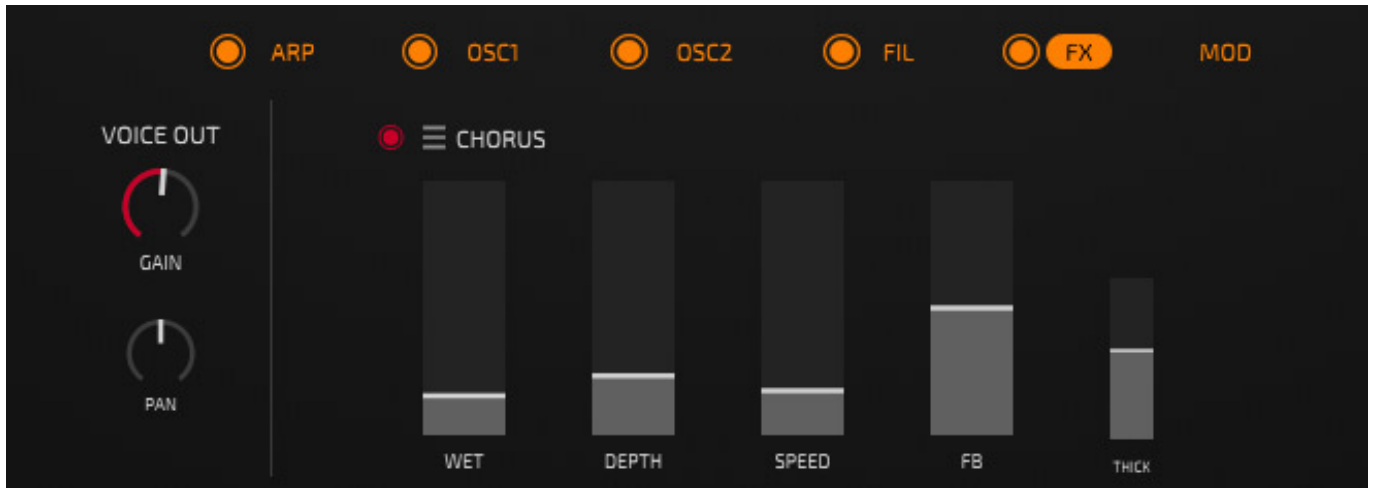 ARP OSC1 OSC2 FIL FX MOD
VOICE OUT
CHORUS
GAIN
PAN
WET DEPTH SPEED FB THICK